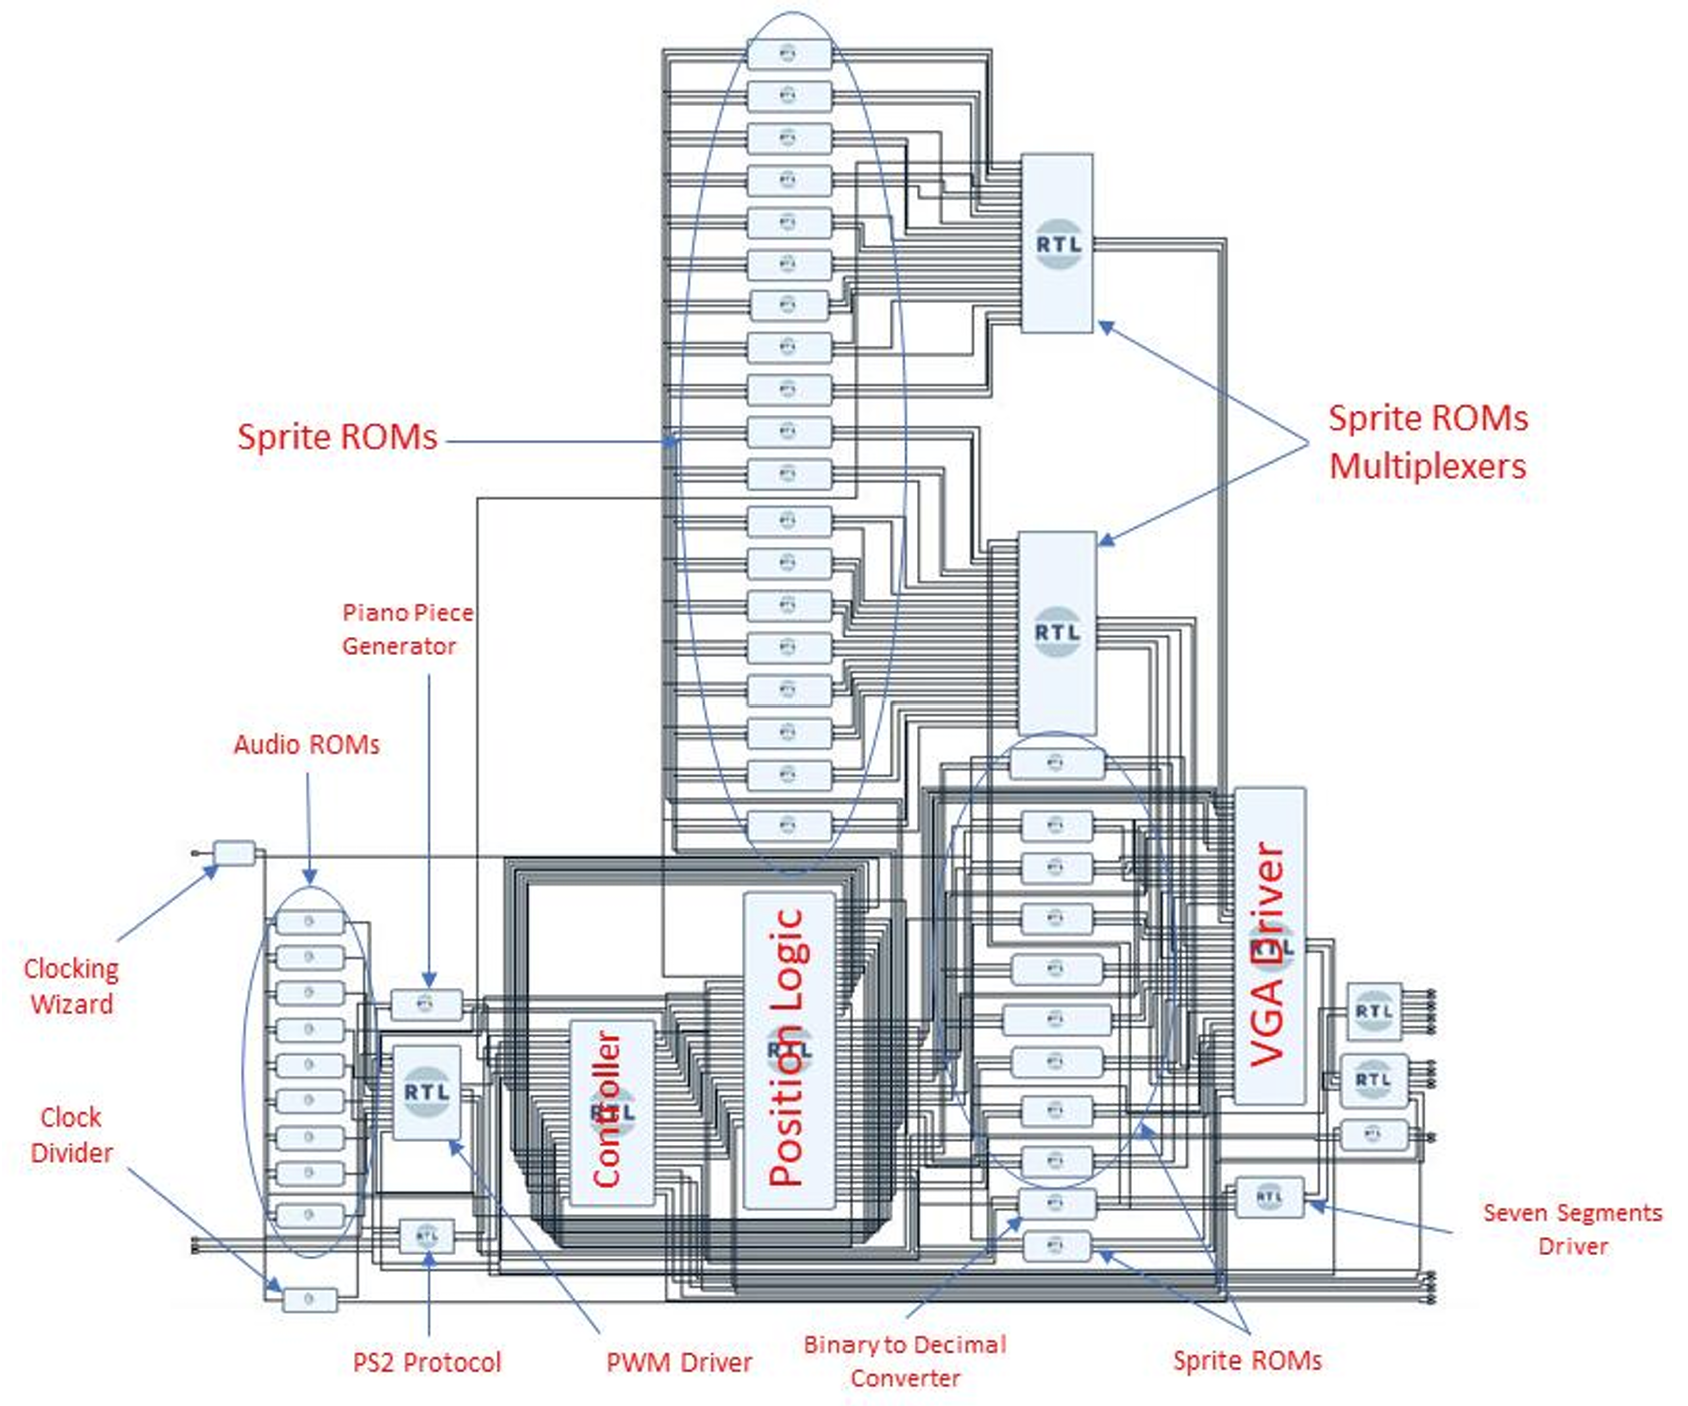 RTL
Sprite ROMs
Sprite ROMs
Multiplexers
RTL
Piano Piece
Generator
Audio ROMs
Clocking
Wizard
RTL
Controller
RTL
Position Logic
RTL
VGA Driver
RTL
RTL
RTL
Clock
Divider
RTL
RTL
Seven Segments
Driver
PS2 Protocol
PWM Driver
Binary to Decimal
Converter
Sprite ROMs